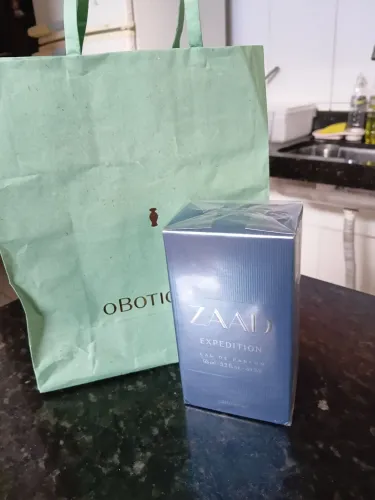 oBOTIC
ZAAD
EXPEDITION
EAU DE PARFUM